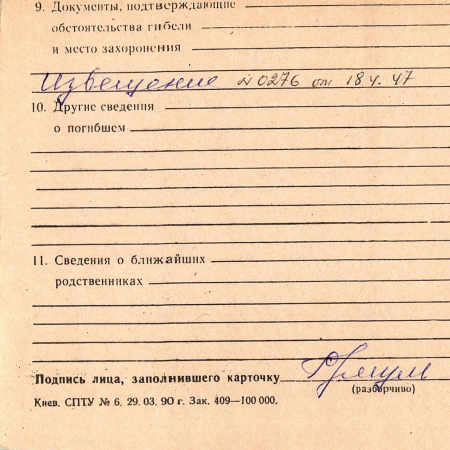 9. Документы, подтверждающие
обстоятельства гибели
и место захоронения
Извещение N 0276 от 18.4.47
10. Другие сведения
о погибшем
11. Сведения о ближайших
родственниках
Подпись лица, заполнившего карточку
(разборчиво)
Киев. СПТУ № 6. 29. 03. 90 г. Зак. 409—100 000.